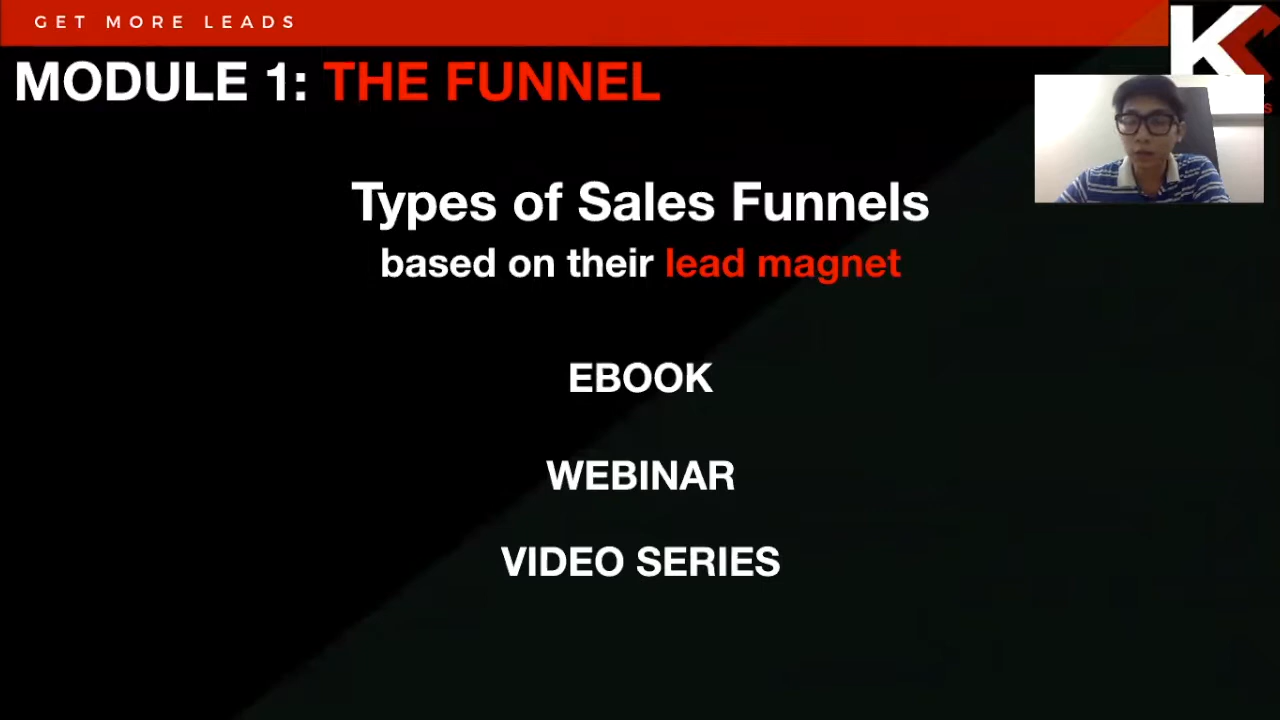 GET MORE LEADS
MODULE 1: THE FUNNEL
Types of Sales Funnels
based on their lead magnet
EBOOK
WEBINAR
VIDEO SERIES